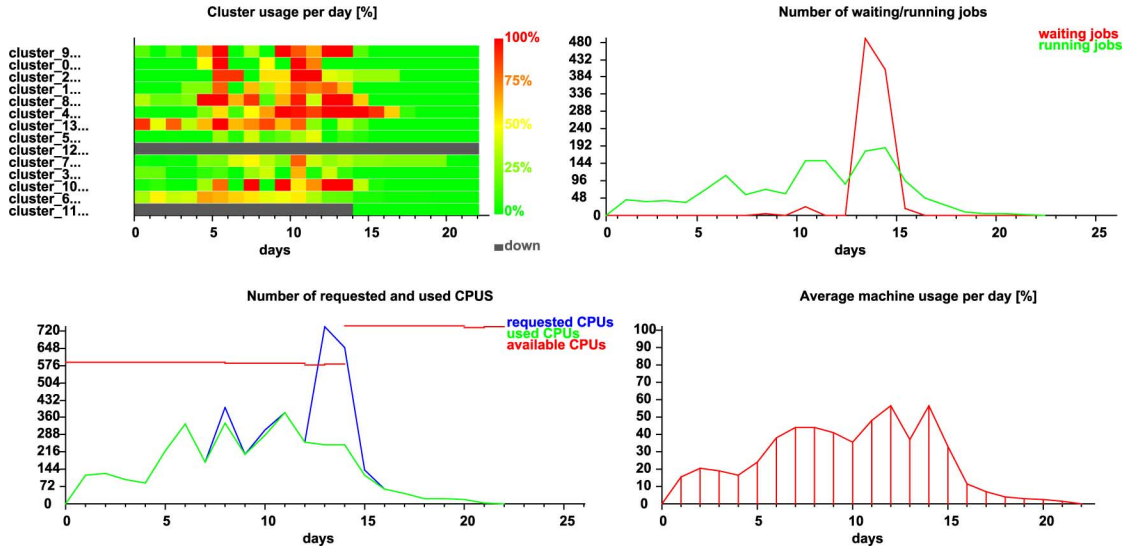 Cluster usage per day [%]
cluster_9...
cluster_0...
cluster_2...
cluster_1...
cluster_8...
cluster_4...
cluster_13...
cluster_5...
cluster_12...
cluster_7...
cluster_3...
cluster_10...
cluster_6...
cluster_11...
100%
75%
50%
25%
0%
down
0 5 10 15 20
days
Number of waiting/running jobs
waiting jobs
running jobs
480
432
384
336
288
240
192
144
96
48
0
0 5 10 15 20 25
days
Number of requested and used CPUS
requested CPUs
used CPUs
available CPUs
720
648
576
504
432
360
288
216
144
72
0
0 5 10 15 20 25
days
Average machine usage per day [%]
100
90
80
70
60
50
40
30
20
10
0
0 5 10 15 20
days